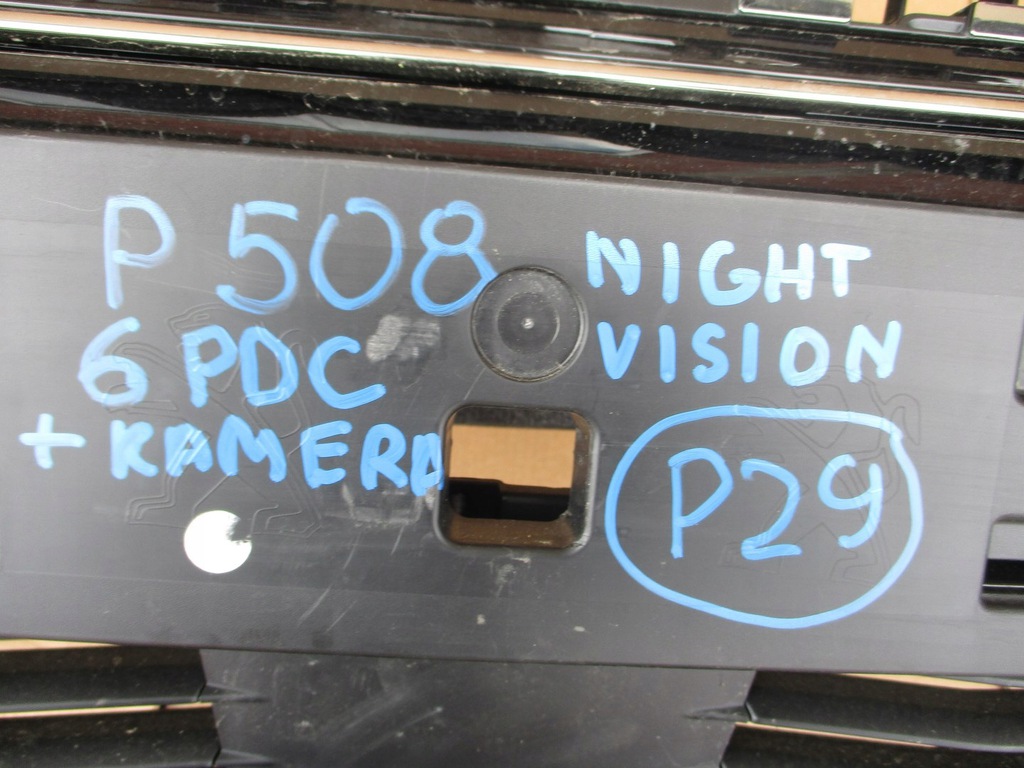 P 508
6 PDC
+ KAMERA
NIGHT
VISION
P29